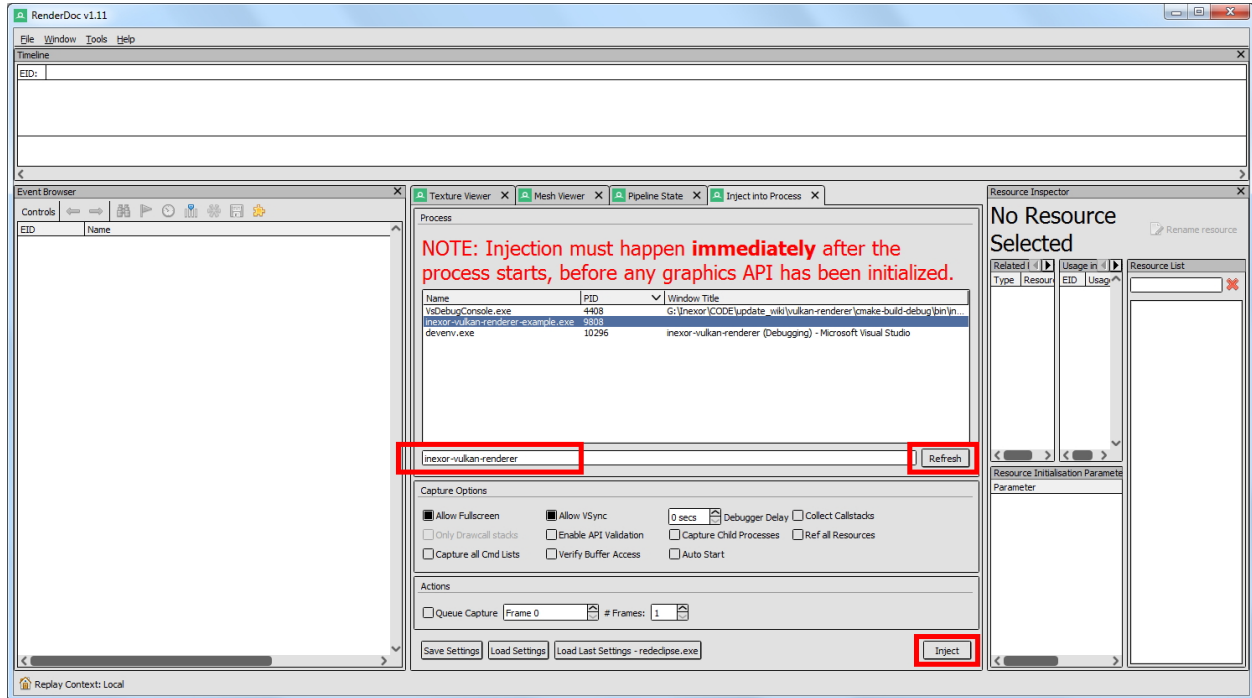 RenderDoc v1.11
File Window Tools Help
Timeline
EID:
Event Browser
Controls
EID Name
Texture Viewer Mesh Viewer Pipeline State Inject into Process
Process
NOTE: Injection must happen immediately after the
process starts, before any graphics API has been initialized.
Name PID Window Title
VsDebugConsole.exe 4408 G:\Inexor\CODE\update_wiki\vulkan-renderer\cmake-build-debug\bin\in...
inexor-vulkan-renderer-example.exe 9808
devenv.exe 10296 inexor-vulkan-renderer (Debugging) - Microsoft Visual Studio
inexor-vulkan-renderer Refresh
Capture Options
Allow Fullscreen Allow VSync 0 secs Debugger Delay Collect Callstacks
Only Drawcall stacks Enable API Validation Capture Child Processes Ref all Resources
Capture all Cmd Lists Verify Buffer Access Auto Start
Actions
Queue Capture Frame 0 # Frames: 1
Save Settings Load Settings Load Last Settings - redeclipse.exe Inject
Resource Inspector
No Resource
Selected
Rename resource
Related I Usage in Resource List
Type Resour EID Usag
Resource Initialisation Paramete
Parameter
Replay Context: Local